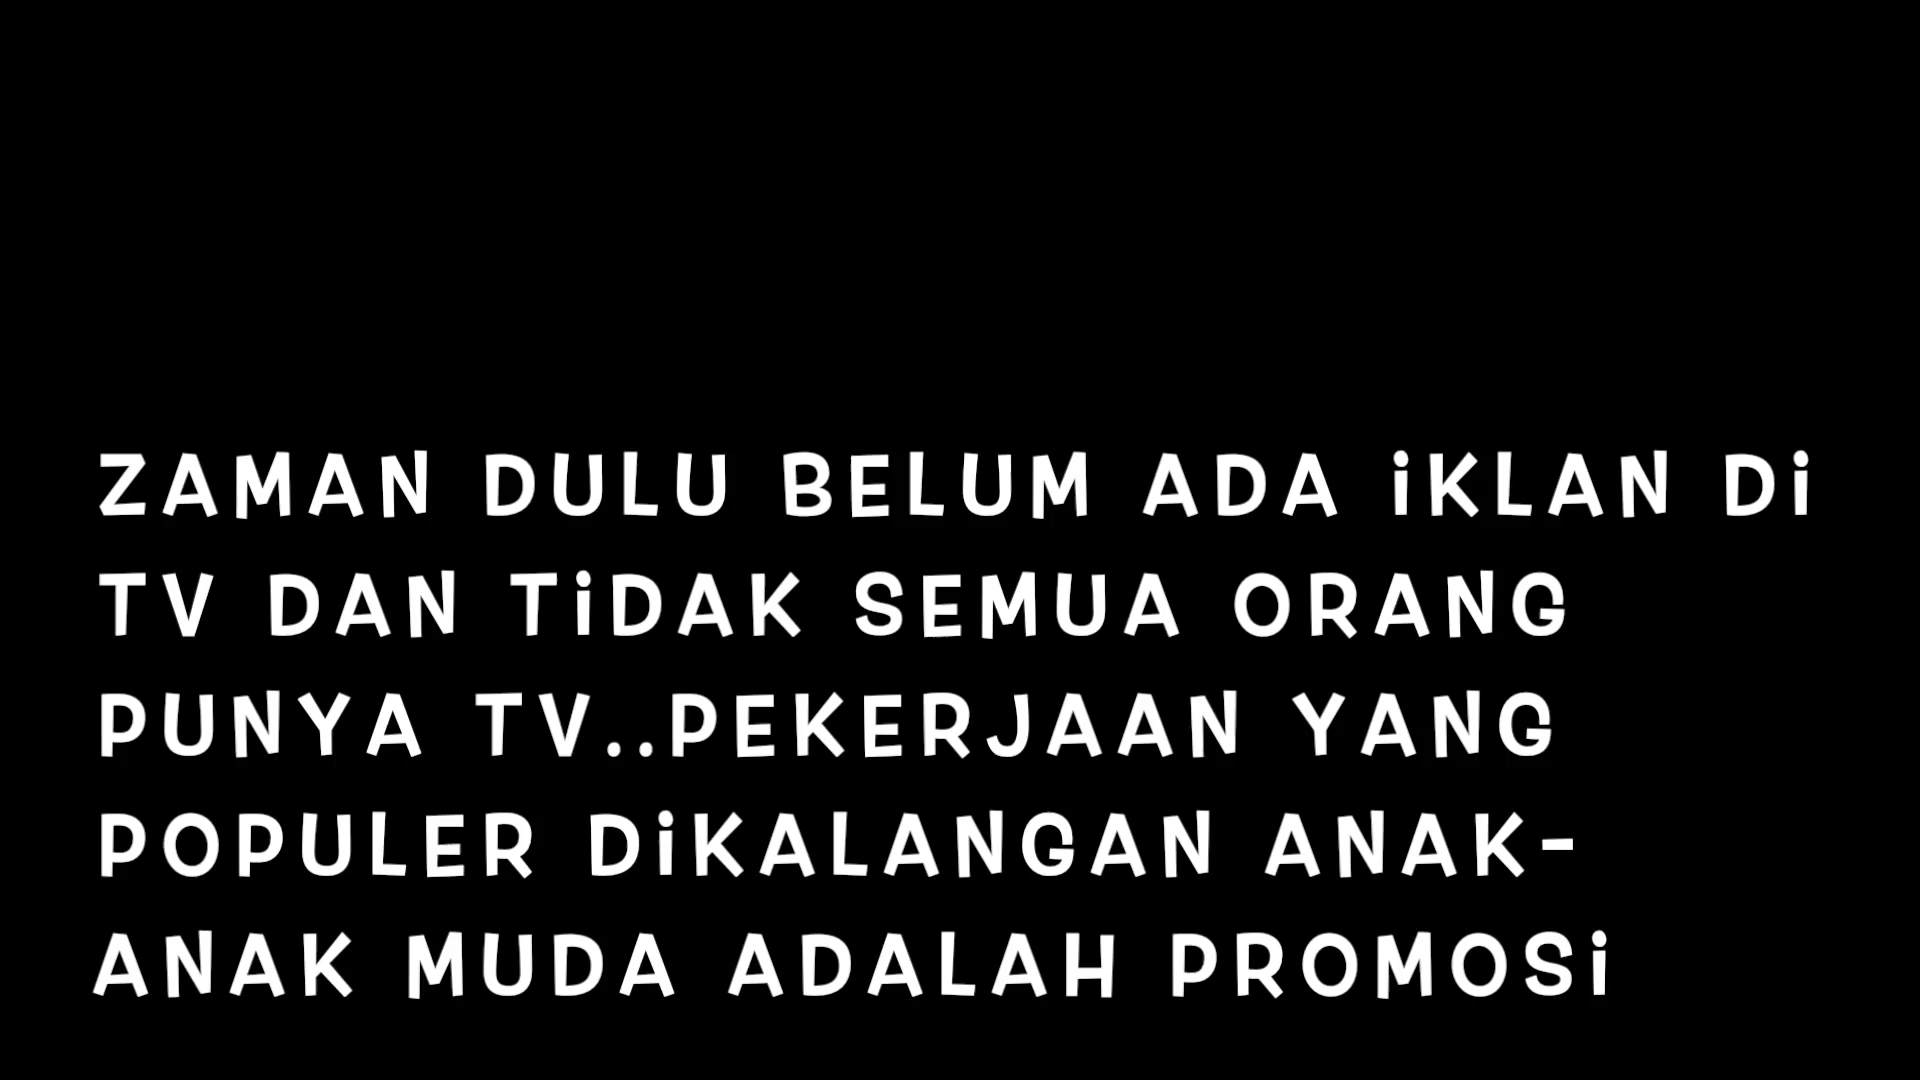 ZAMAN DULU BELUM ADA iKLAN Di
TV DAN TiDAK SEMUA ORANG
PUNYA TV..PEKERJAAN YANG
POPULER DiKALANGAN ANAK-
ANAK MUDA ADALAH PROMOSi